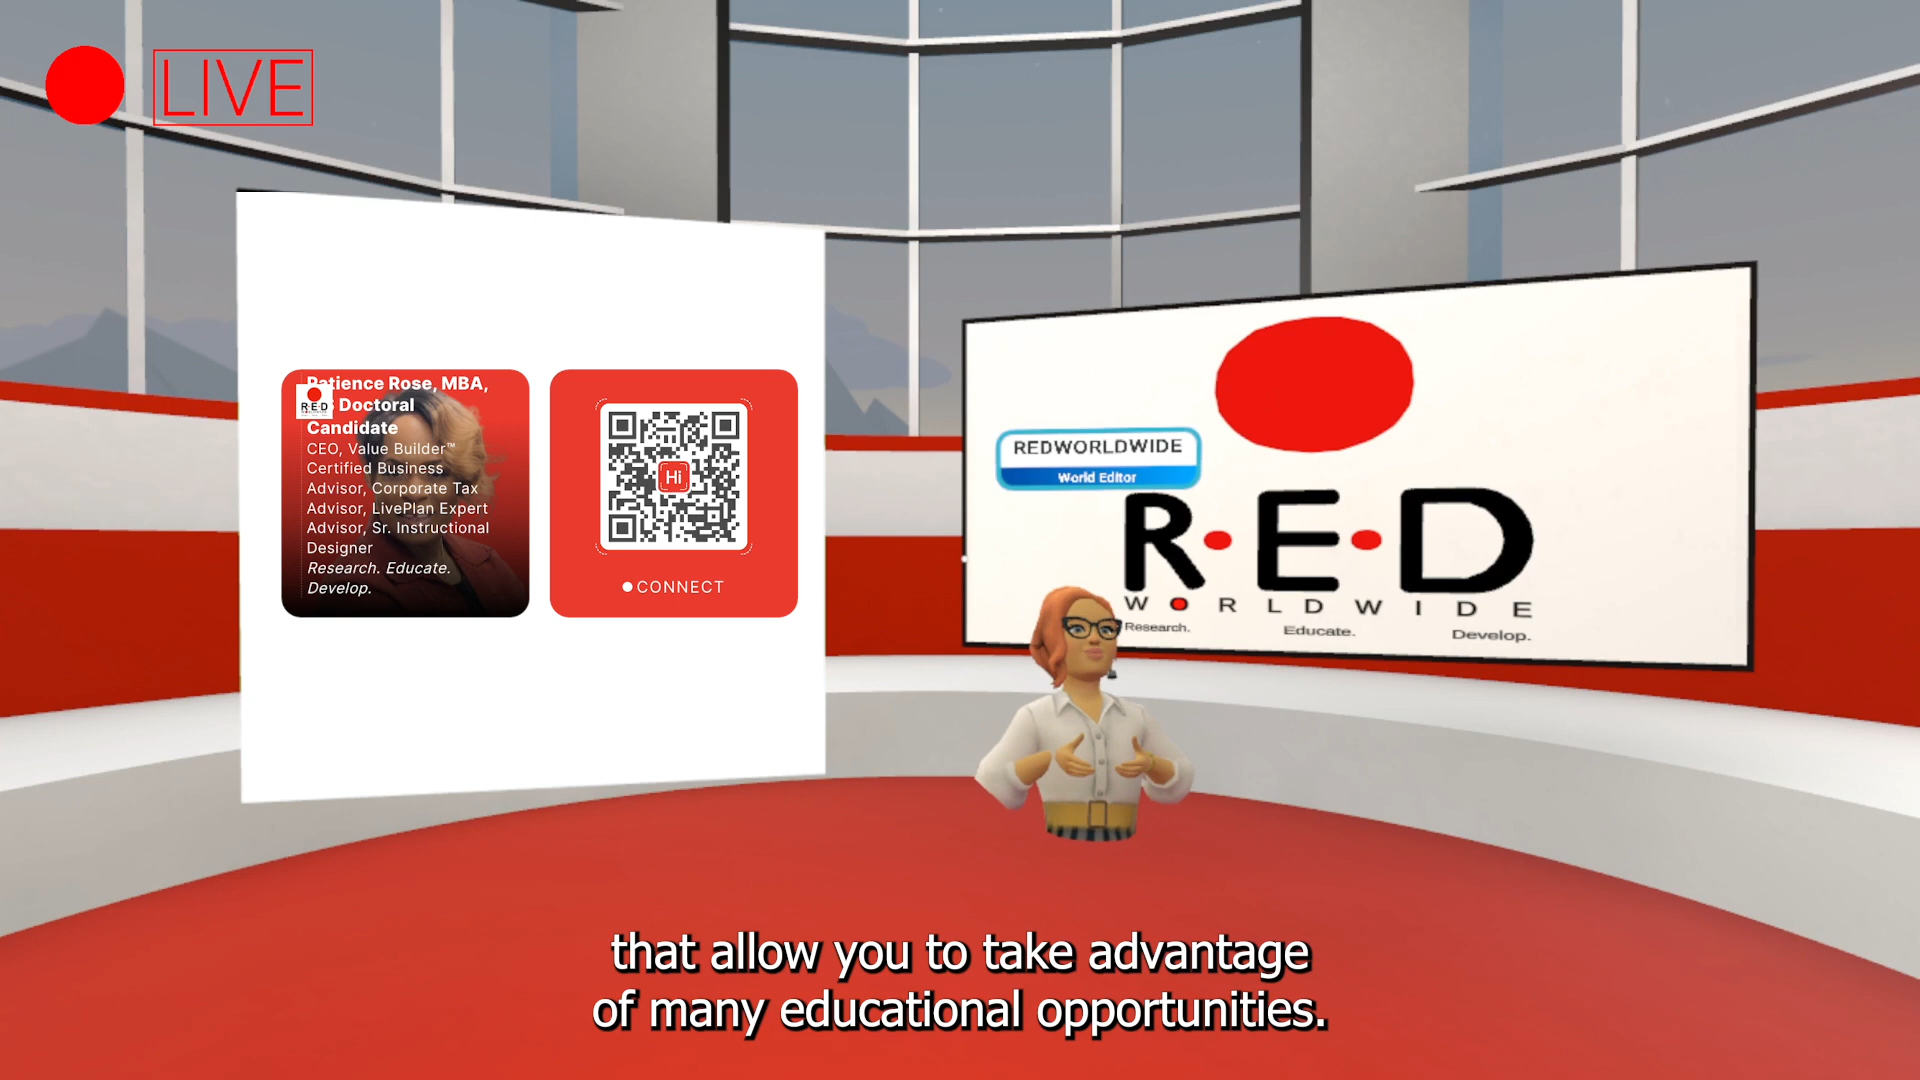 LIVE
Patience Rose, MBA,
Doctoral
Candidate
CEO, Value Builder™
Certified Business
Advisor, Corporate Tax
Advisor, LivePlan Expert
Advisor, Sr. Instructional
Designer
Research. Educate.
Develop.
R.E.D
Hi
CONNECT
REDWORLDWIDE
World Editor
R•E•D
WORLDWIDE
Research. Educate. Develop.
that allow you to take advantage
of many educational opportunities.